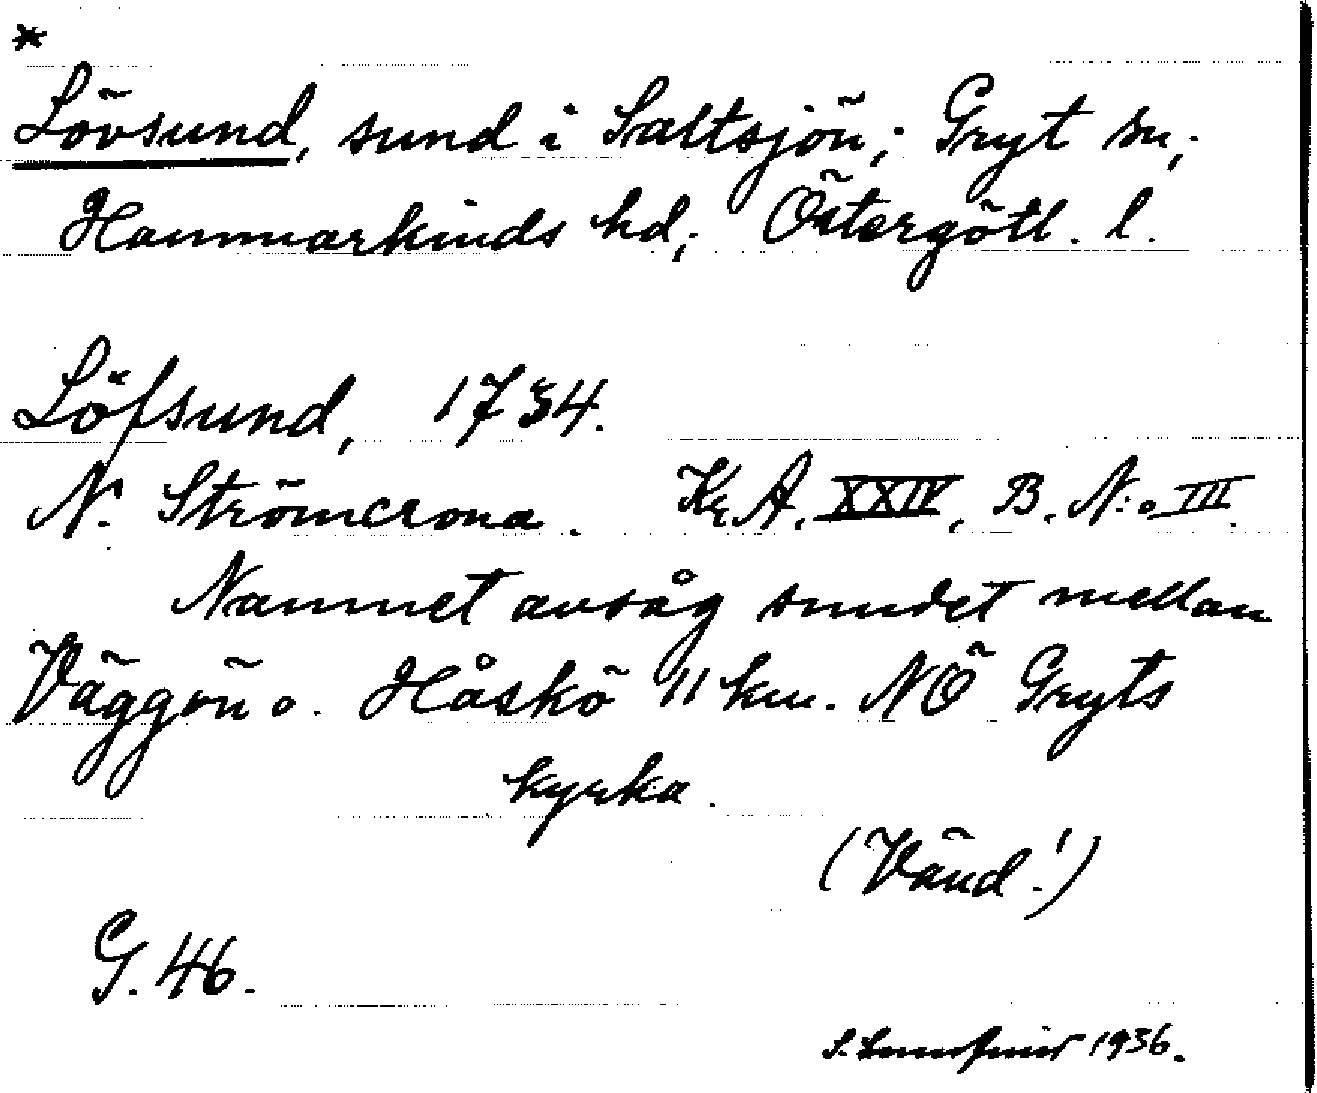 *
Lövsund, sund i Saltsjön; Gryt sn;
Hammarkinds hd; Östergötl. l.
Löfsund, 1734.
N. Strömcrona. Kr. A. XXIV, B. N:o III.
Namnet avsåg sundet mellan
Väggön o. Håskö 11 km. NÖ Gryts
kyrka.
(Vänd!)
G. 46.
S. 1936.